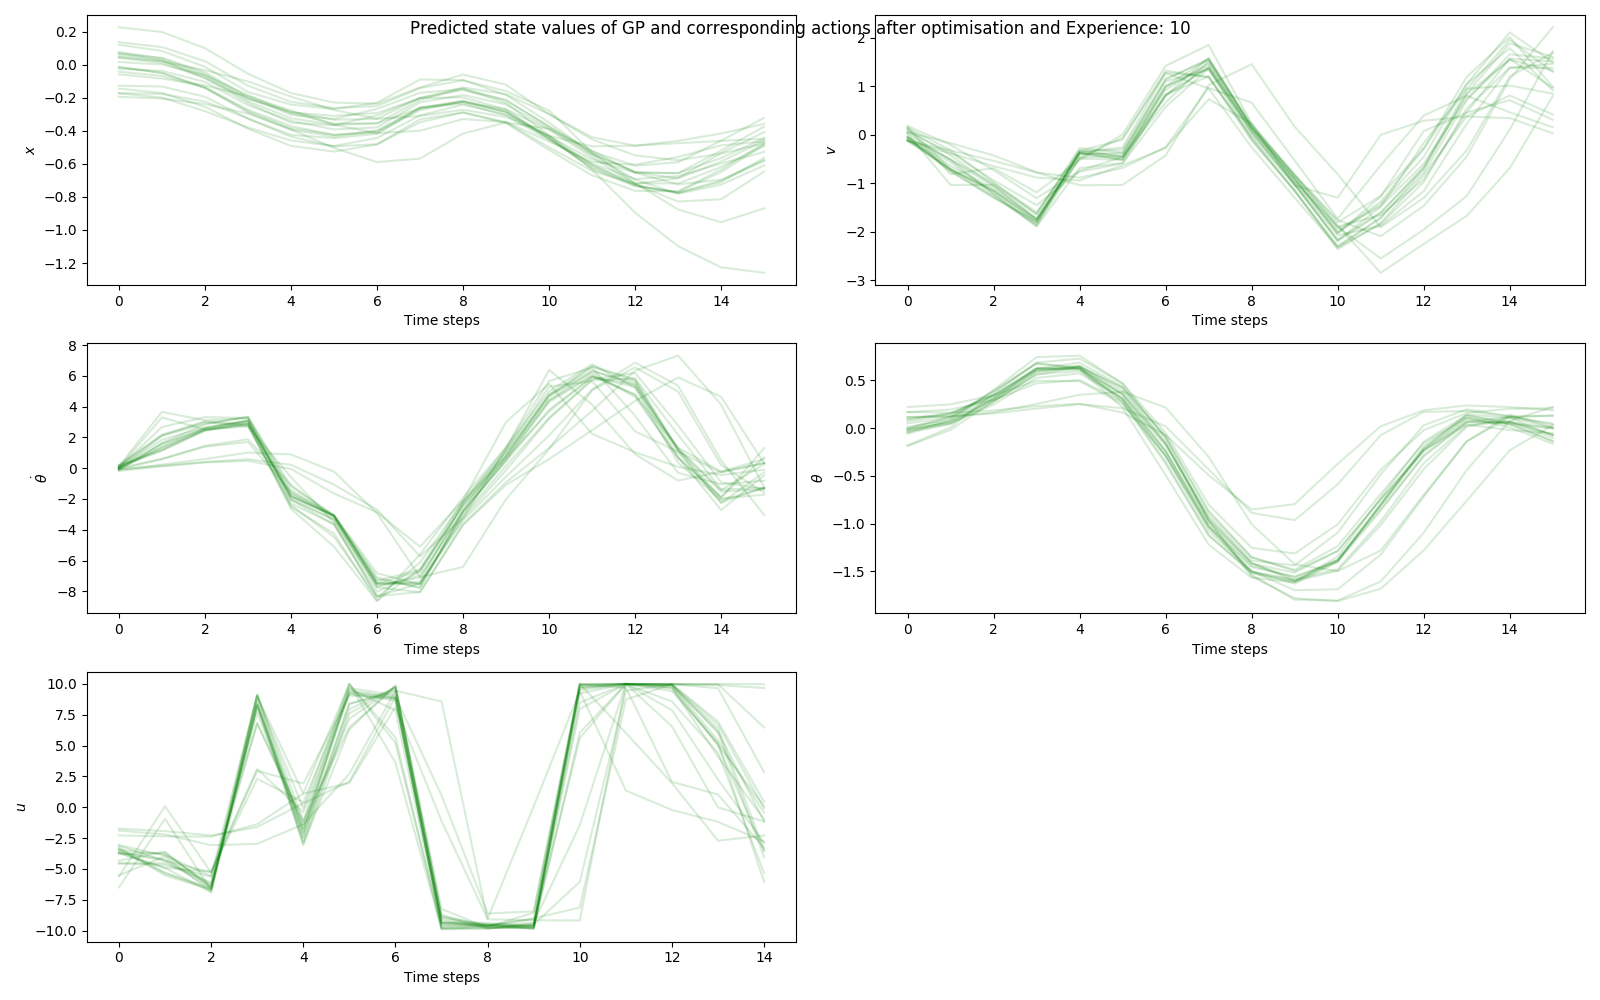 Predicted state values of GP and corresponding actions after optimisation and Experience: 10
0.2
0.0
−0.2
−0.4
−0.6
−0.8
−1.0
−1.2
x
0 2 4 6 8 10 12 14
Time steps
2
1
0
−1
−2
−3
v
0 2 4 6 8 10 12 14
Time steps
8
6
4
2
0
−2
−4
−6
−8
θ̇
0 2 4 6 8 10 12 14
Time steps
0.5
0.0
−0.5
−1.0
−1.5
θ
0 2 4 6 8 10 12 14
Time steps
10.0
7.5
5.0
2.5
0.0
−2.5
−5.0
−7.5
−10.0
u
0 2 4 6 8 10 12 14
Time steps